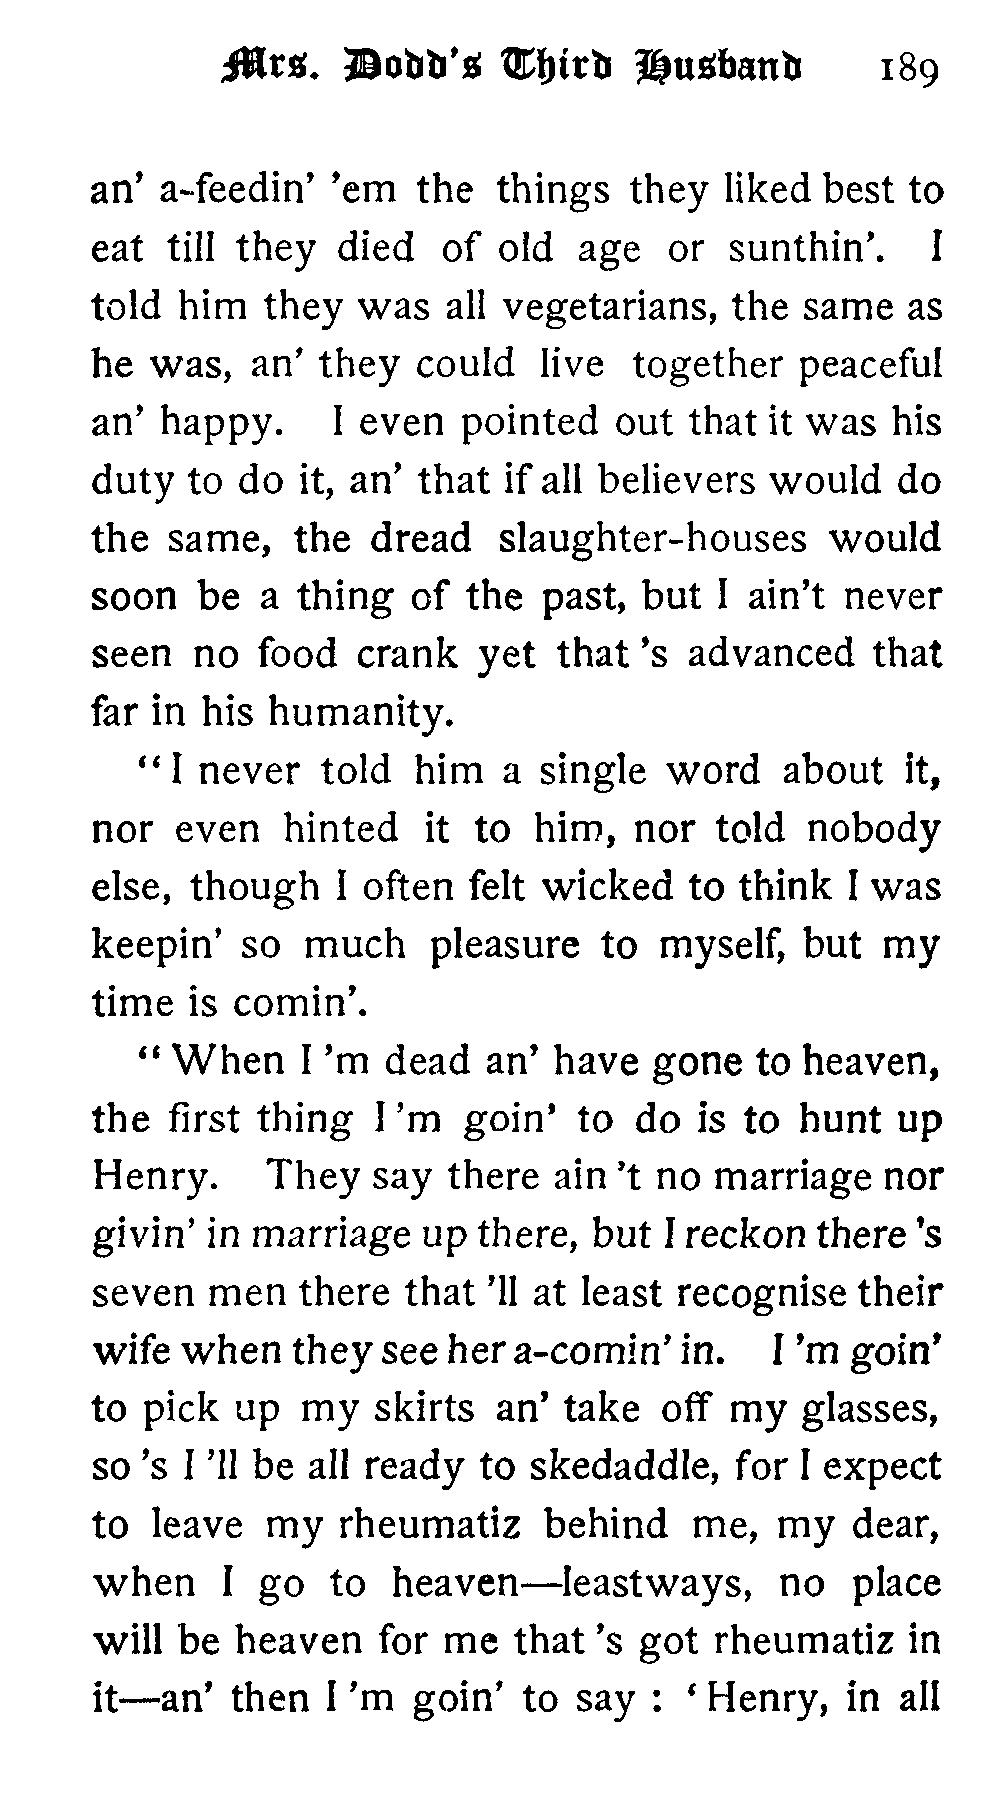 Mrs. Dodd's Third Husband 189
an' a-feedin' 'em the things they liked best to
eat till they died of old age or sunthin'. I
told him they was all vegetarians, the same as
he was, an' they could live together peaceful
an' happy. I even pointed out that it was his
duty to do it, an' that if all believers would do
the same, the dread slaughter-houses would
soon be a thing of the past, but I ain't never
seen no food crank yet that 's advanced that
far in his humanity.
"I never told him a single word about it,
nor even hinted it to him, nor told nobody
else, though I often felt wicked to think I was
keepin' so much pleasure to myself, but my
time is comin'.
"When I 'm dead an' have gone to heaven,
the first thing I 'm goin' to do is to hunt up
Henry. They say there ain 't no marriage nor
givin' in marriage up there, but I reckon there 's
seven men there that 'll at least recognise their
wife when they see her a-comin' in. I 'm goin'
to pick up my skirts an' take off my glasses,
so 's I 'll be all ready to skedaddle, for I expect
to leave my rheumatiz behind me, my dear,
when I go to heaven—leastways, no place
will be heaven for me that 's got rheumatiz in
it—an' then I 'm goin' to say : 'Henry, in all